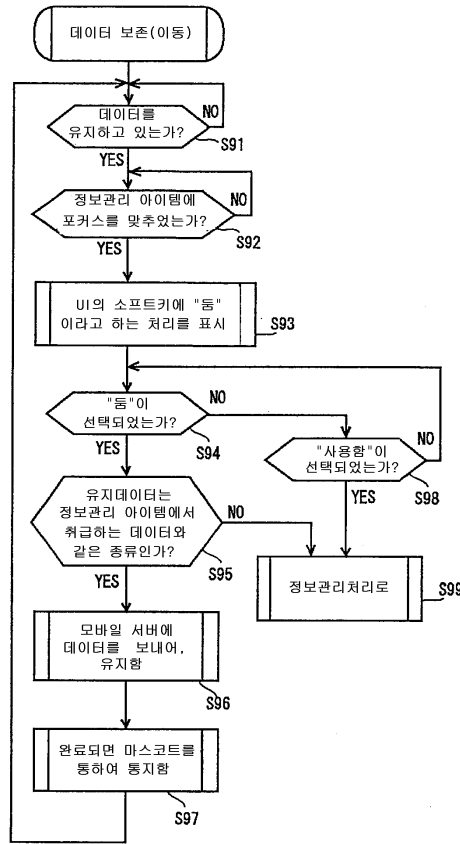 데이터 보존(이동)
데이터를
유지하고 있는가?
NO
S91
YES
정보관리 아이템에
포커스를 맞추었는가?
NO
S92
YES
UI의 소프트키에 "둠"
이라고 하는 처리를 표시
S93
"둠"이
선택되었는가?
NO
S94
YES
"사용함"이
선택되었는가?
NO
S98
YES
유지데이터는
정보관리 아이템에서
취급하는 데이터와
같은 종류인가?
NO
S95
YES
정보관리처리로
S99
모바일 서버에
데이터를 보내어,
유지함
S96
완료되면 마스코트를
통하여 통지함
S97